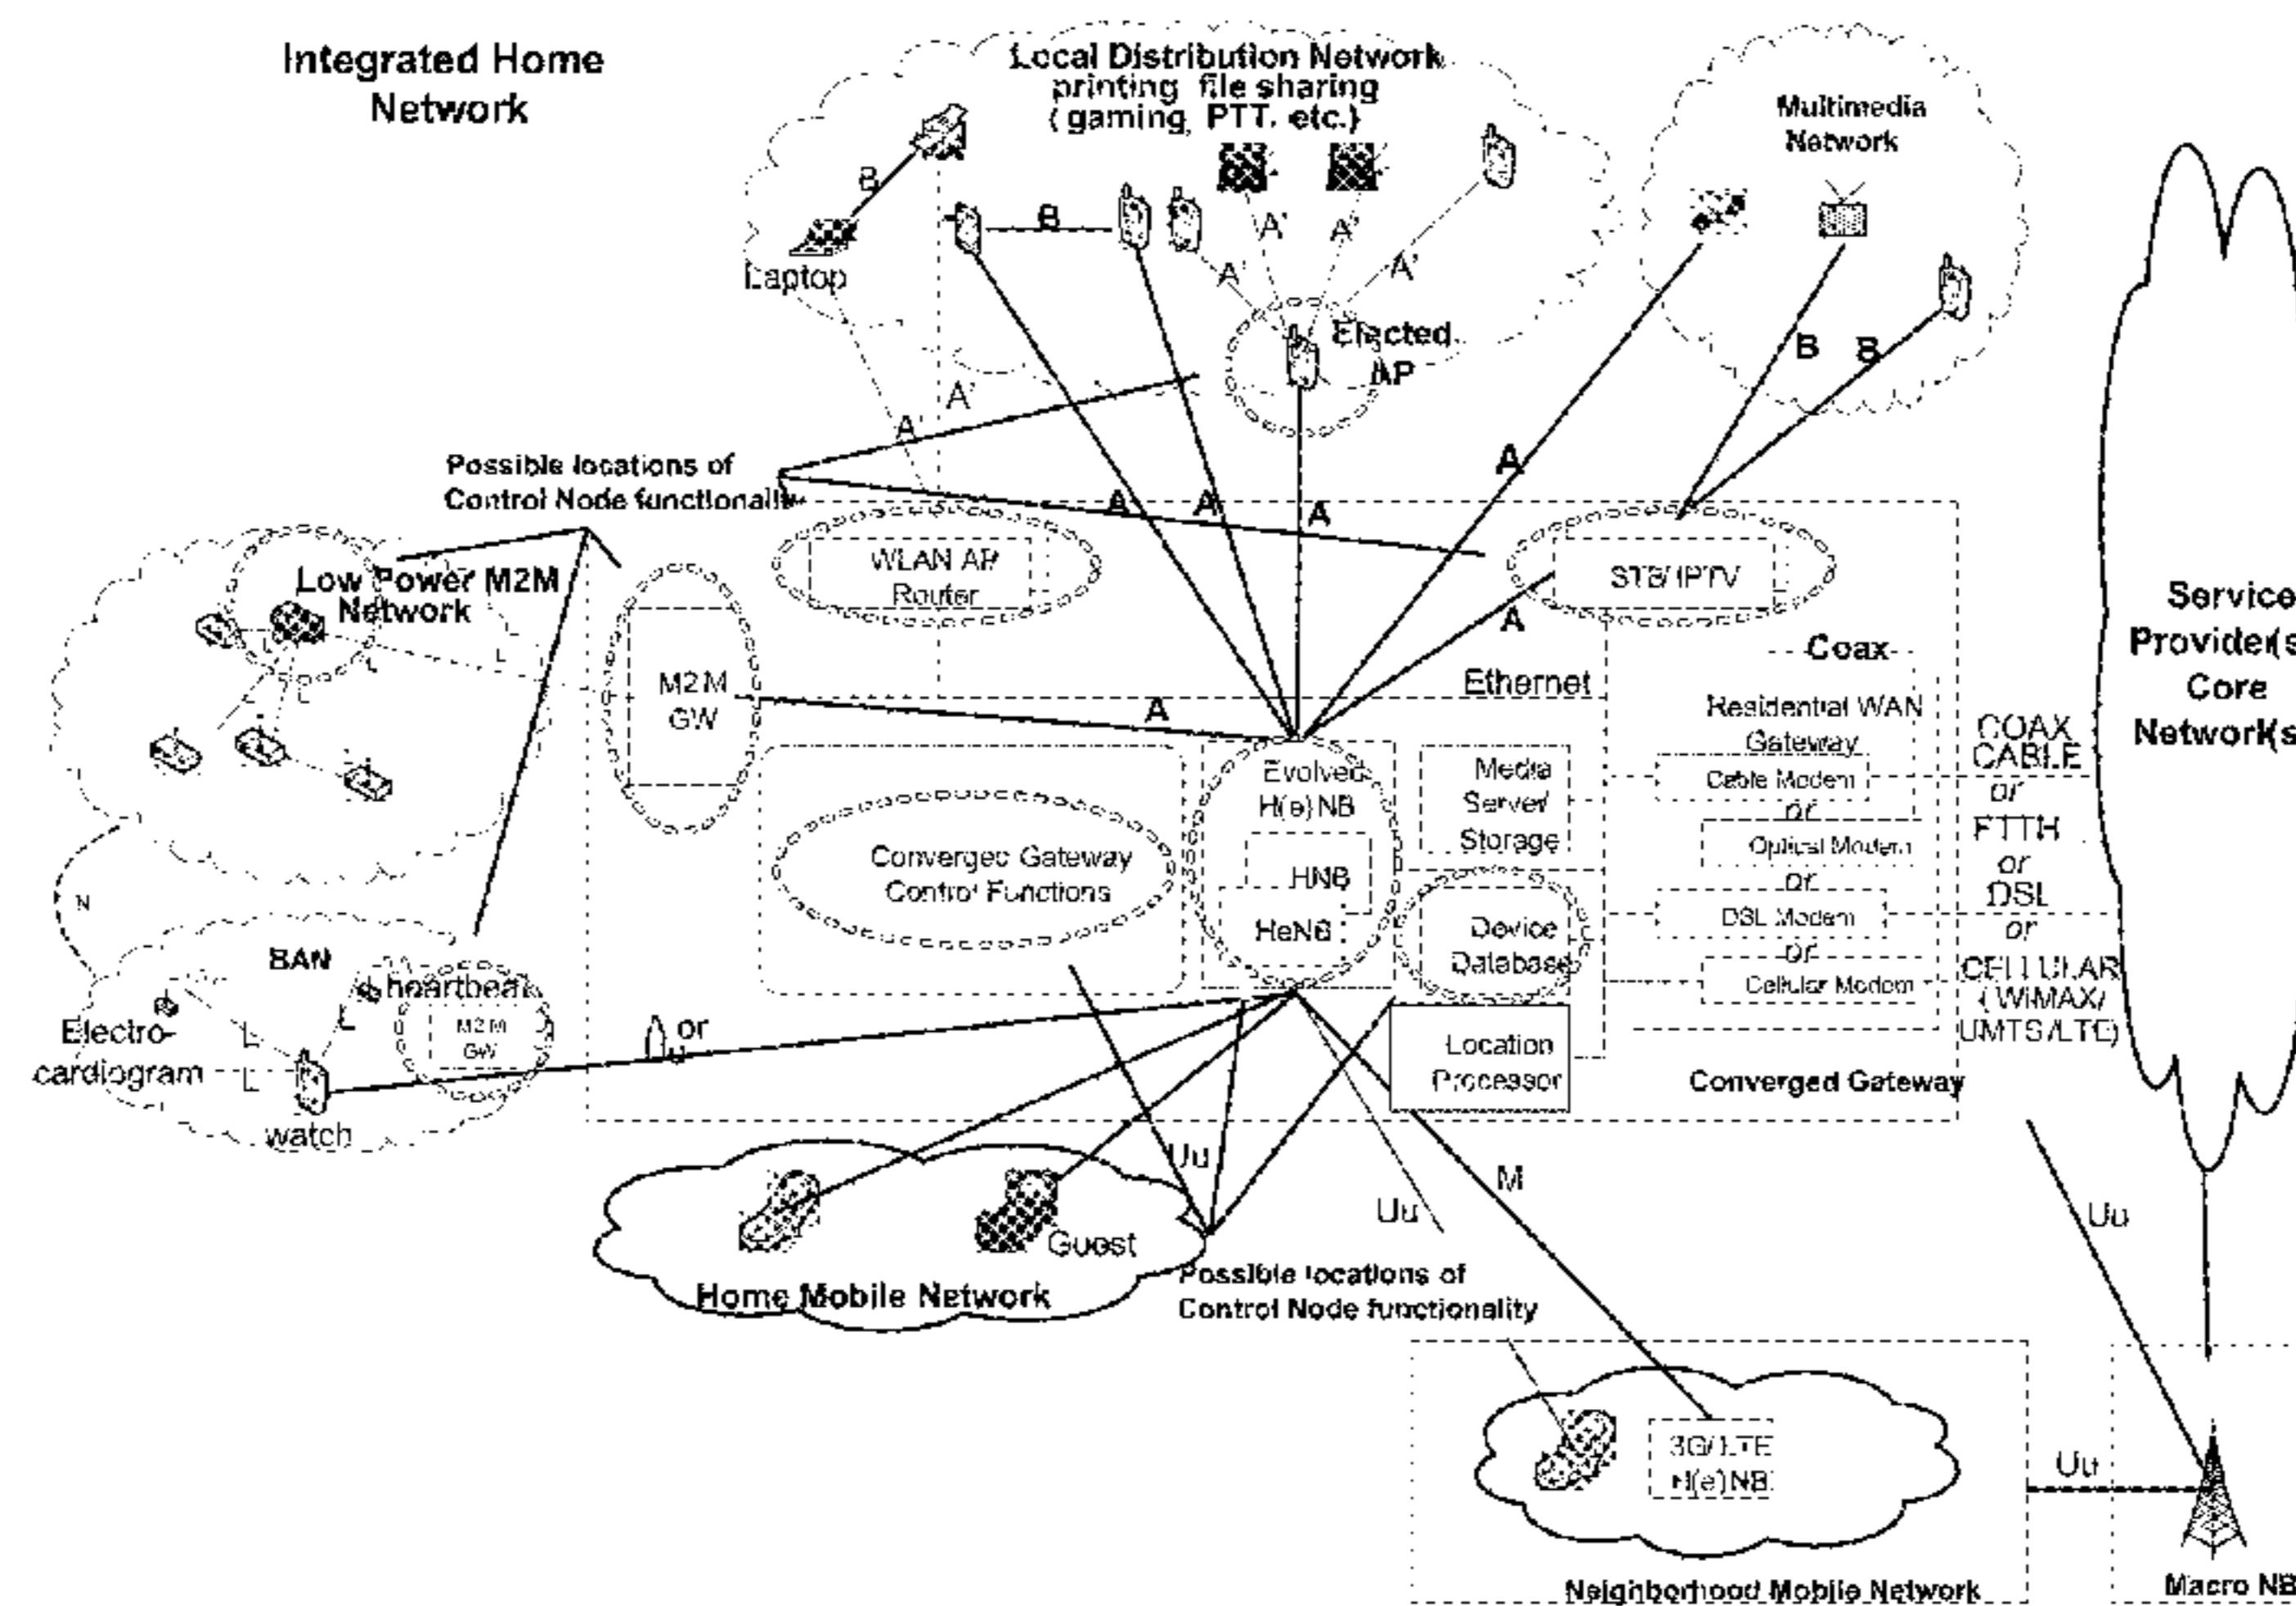 Integrated Home
Network
Local Distribution Network
printing file sharing
( gaming, PTT, etc.)
Multimedia
Network
B
Laptop
B
A'
A'
A'
A'
Elected
AP
A'
A'
B
B
Possible locations of
Control Node functionality
A
A
A
A
WLAN AP
Router
STB/IPTV
A
Low Power M2M
Network
L
L
L
L
L
M2M
GW
A
Ethernet
Coax
Residential WAN
Gateway
Evolved
H(e)NB
HNB
HeNB
Media
Server/
Storage
Cable Modem
or
Optical Modem
or
DSL Modem
or
Cellular Modem
COAX
CABLE
or
FTTH
or
DSL
or
CELLULAR
(WiMAX/
UMTS/LTE)
Service
Provider(s
Core
Network(s
Converged Gateway
Control Functions
Device
Database
Location
Processor
Converged Gateway
N
BAN
heartbeat
M2M
GW
Electro-
cardiogram
L
L
L
watch
or
u
Uu
Uu
M
Uu
Guest
Home Mobile Network
Possible locations of
Control Node functionality
3G/LTE
H(e)NB
Uu
Neighborhood Mobile Network
Macro NB